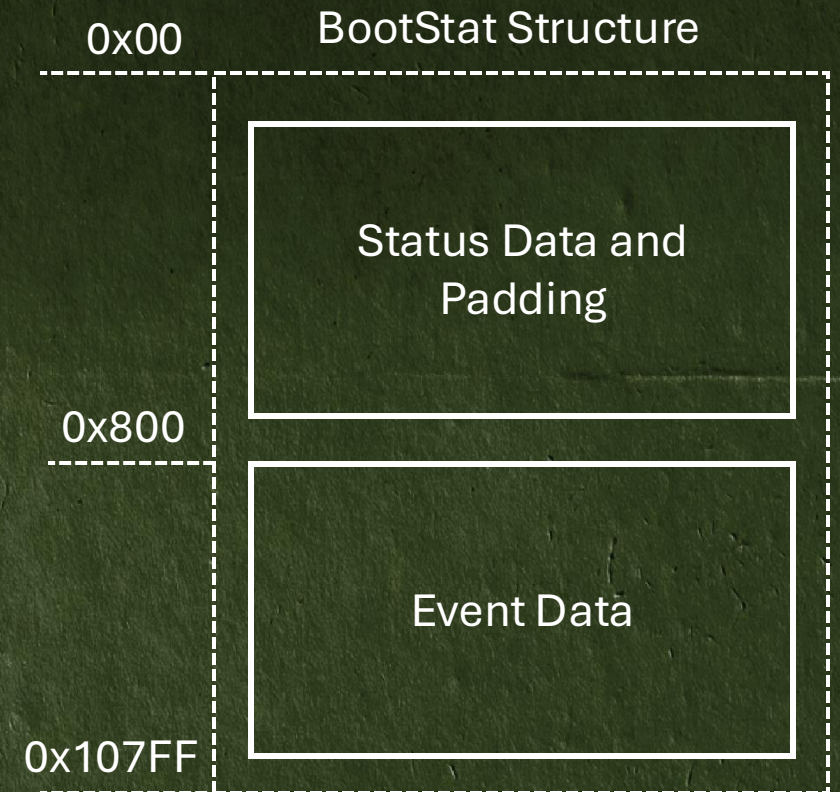 0x00
BootStat Structure
Status Data and
Padding
0x800
Event Data
0x107FF